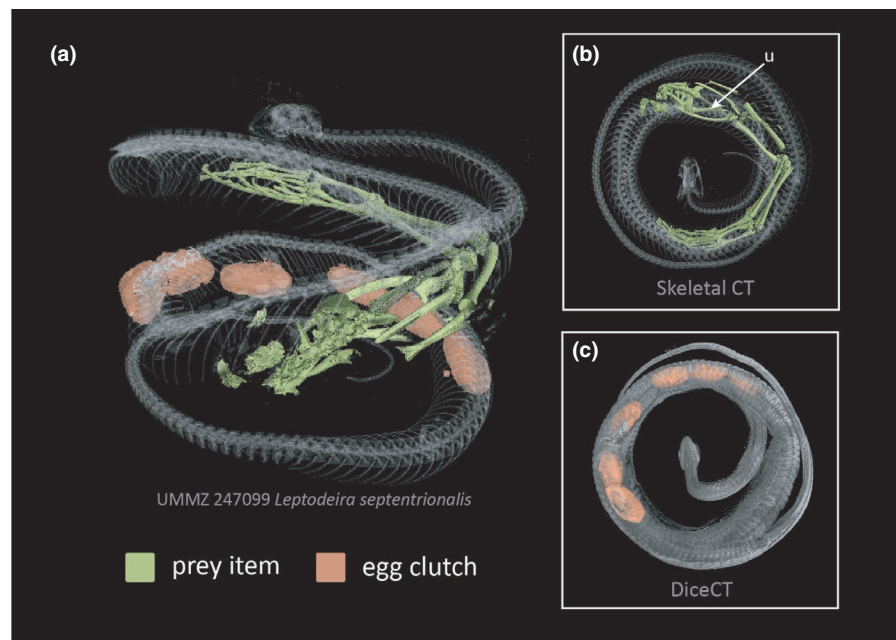 (a)
UMMZ 247099 Leptodeira septentrionalis
prey item
egg clutch
(b)
u
Skeletal CT
(c)
DiceCT